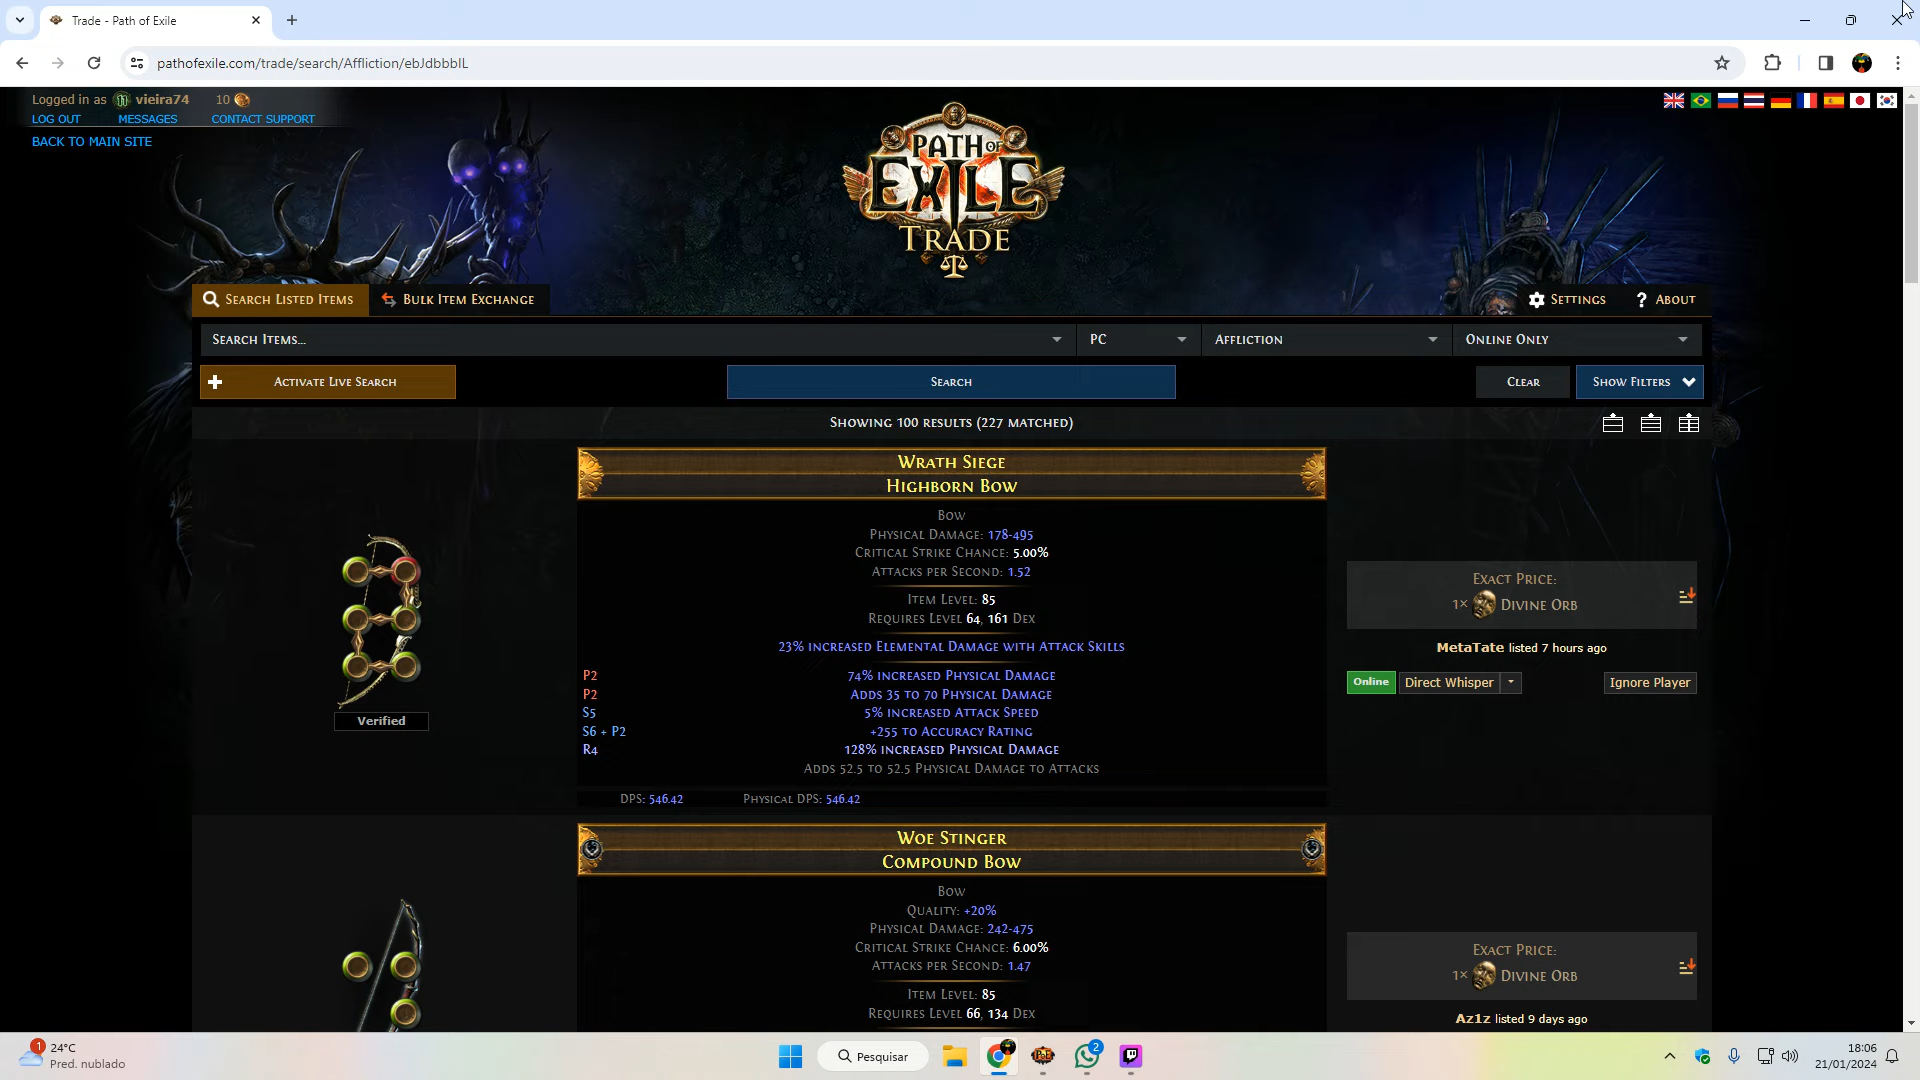 Trade - Path of Exile
pathofexile.com/trade/search/Affliction/ebJdbbbIL
Logged in as vieira74 10
LOG OUT MESSAGES CONTACT SUPPORT
BACK TO MAIN SITE
PATH OF
EXILE
TRADE
Search Listed Items Bulk Item Exchange Settings ? About
Search Items... PC Affliction Online Only
Activate Live Search Search Clear Show Filters
Showing 100 results (227 matched)
Wrath Siege
Highborn Bow
Bow
Physical Damage: 178-495
Critical Strike Chance: 5.00%
Attacks per Second: 1.52
Item Level: 85
Requires Level 64, 161 Dex
23% increased Elemental Damage with Attack Skills
P2 74% increased Physical Damage
P2 Adds 35 to 70 Physical Damage
S5 5% increased Attack Speed
S6 + P2 +255 to Accuracy Rating
R4 128% increased Physical Damage
Adds 52.5 to 52.5 Physical Damage to Attacks
DPS: 546.42 Physical DPS: 546.42
Verified
Exact Price:
1× Divine Orb
MetaTate listed 7 hours ago
Online Direct Whisper Ignore Player
Woe Stinger
Compound Bow
Bow
Quality: +20%
Physical Damage: 242-475
Critical Strike Chance: 6.00%
Attacks per Second: 1.47
Item Level: 85
Requires Level 66, 134 Dex
Exact Price:
1× Divine Orb
Az1z listed 9 days ago
1
24°C
Pred. nublado
Pesquisar
PoE
2
18:06
21/01/2024